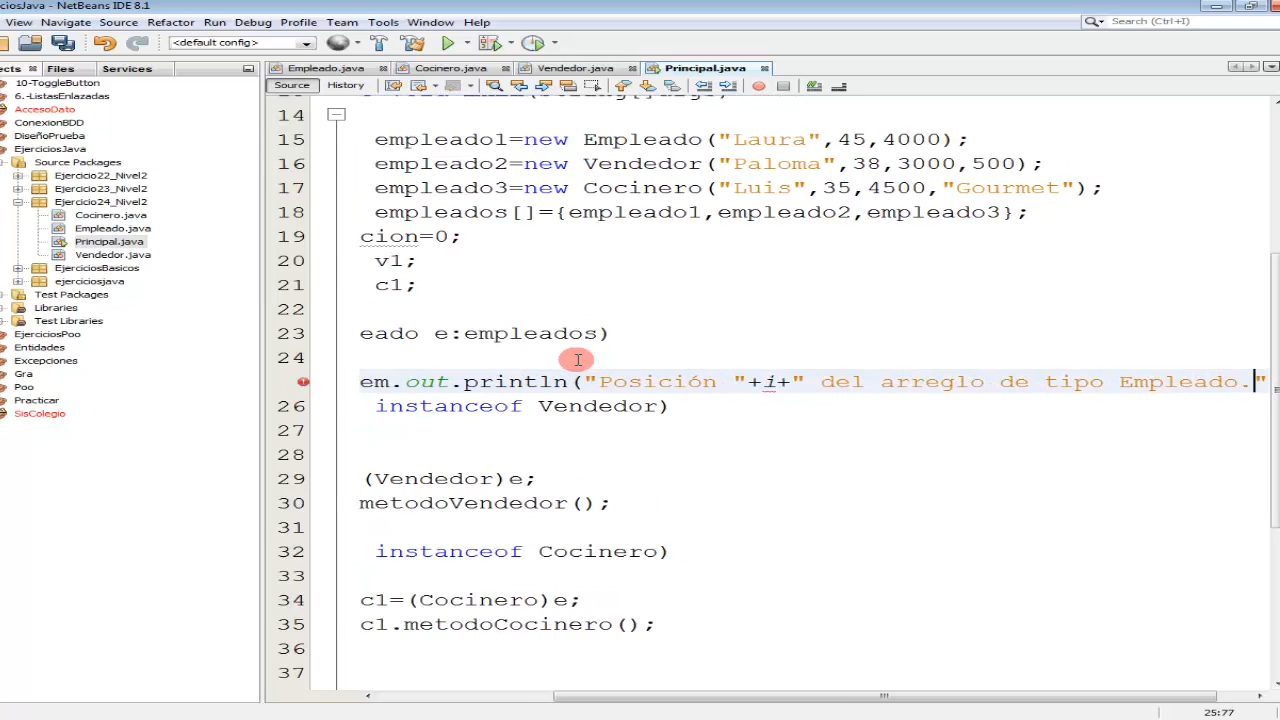 ciosJava - NetBeans IDE 8.1
View Navigate Source Refactor Run Debug Profile Team Tools Window Help
Search (Ctrl+I)
<default config>
ects Files Services
Empleado.java Cocinero.java Vendedor.java Principal.java
Source History
10-ToggleButton
6.-ListasEnlazadas
AccesoDato
ConexionBDD
DiseñoPrueba
EjerciciosJava
Source Packages
Ejercicio22_Nivel2
Ejercicio23_Nivel2
Ejercicio24_Nivel2
Cocinero.java
Empleado.java
Principal.java
Vendedor.java
EjerciciosBasicos
ejerciciosjava
Test Packages
Libraries
Test Libraries
EjerciciosPoo
Entidades
Excepciones
Gra
Poo
Practicar
SisColegio
14
15 empleado1=new Empleado("Laura",45,4000);
16 empleado2=new Vendedor("Paloma",38,3000,500);
17 empleado3=new Cocinero("Luis",35,4500,"Gourmet");
18 empleados[]={empleado1,empleado2,empleado3};
19 cion=0;
20 v1;
21 c1;
22
23 eado e:empleados)
24
em.out.println("Posición "+i+" del arreglo de tipo Empleado."
26 instanceof Vendedor)
27
28
29 (Vendedor)e;
30 metodoVendedor();
31
32 instanceof Cocinero)
33
34 c1=(Cocinero)e;
35 c1.metodoCocinero();
36
37
25:77